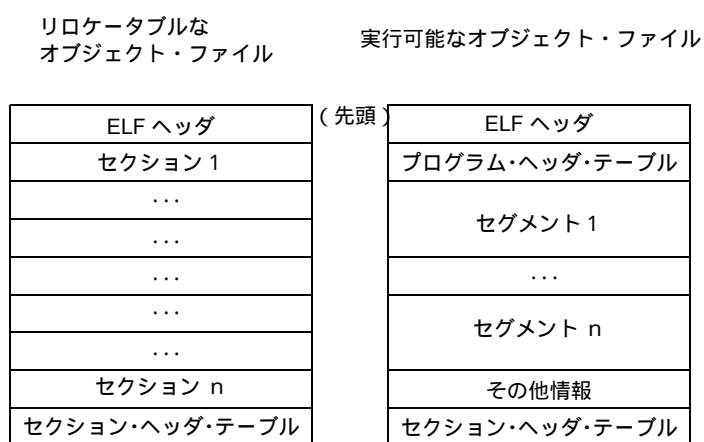 リロケータブルな
オブジェクト・ファイル
実行可能なオブジェクト・ファイル
(先頭)
ELF ヘッダ
セクション 1
...
...
...
...
...
セクション n
セクション・ヘッダ・テーブル
ELF ヘッダ
プログラム・ヘッダ・テーブル
セグメント 1
...
セグメント n
その他情報
セクション・ヘッダ・テーブル